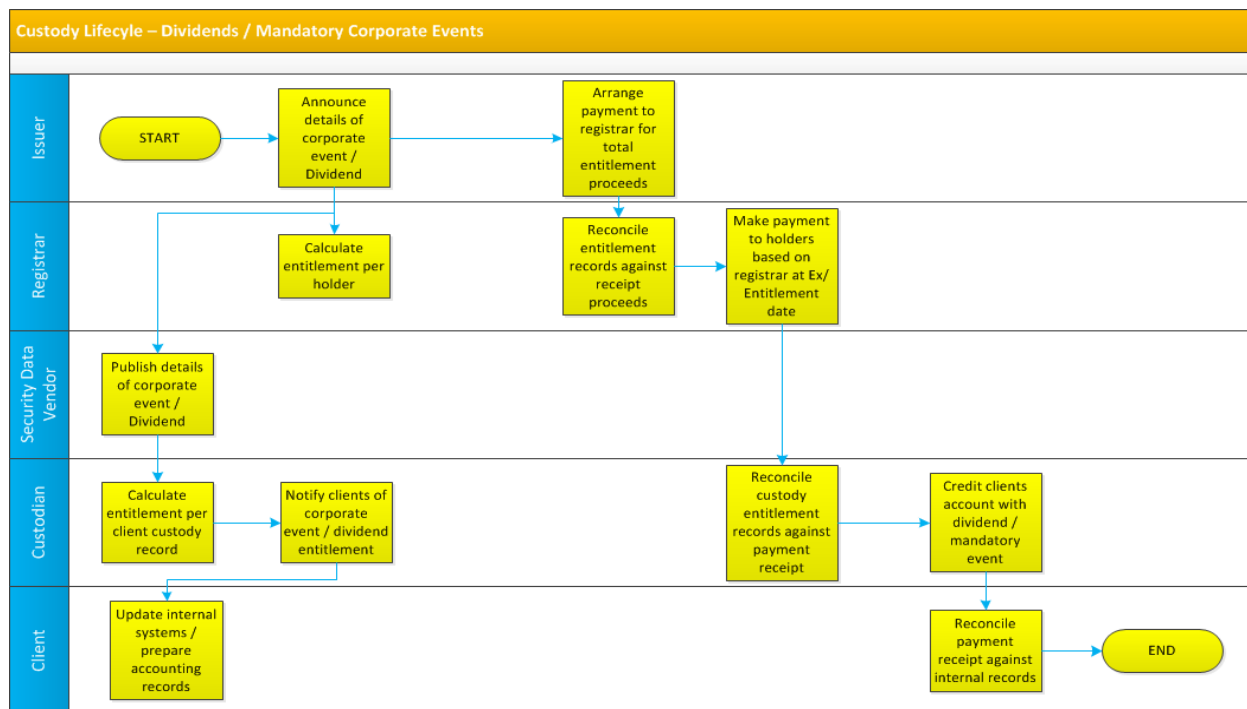 Custody Lifecyle – Dividends / Mandatory Corporate Events
Issuer
START
Announce
details of
corporate
event /
Dividend
Arrange
payment to
registrar for
total
entitlement
proceeds
Registrar
Calculate
entitlement per
holder
Reconcile
entitlement
records against
receipt
proceeds
Make payment
to holders
based on
registrar at Ex/
Entitlement
date
Security Data
Vendor
Publish details
of corporate
event /
Dividend
Custodian
Calculate
entitlement per
client custody
record
Notify clients of
corporate
event / dividend
entitlement
Reconcile
custody
entitlement
records against
payment
receipt
Credit clients
account with
dividend /
mandatory
event
Client
Update internal
systems /
prepare
accounting
records
Reconcile
payment
receipt against
internal records
END